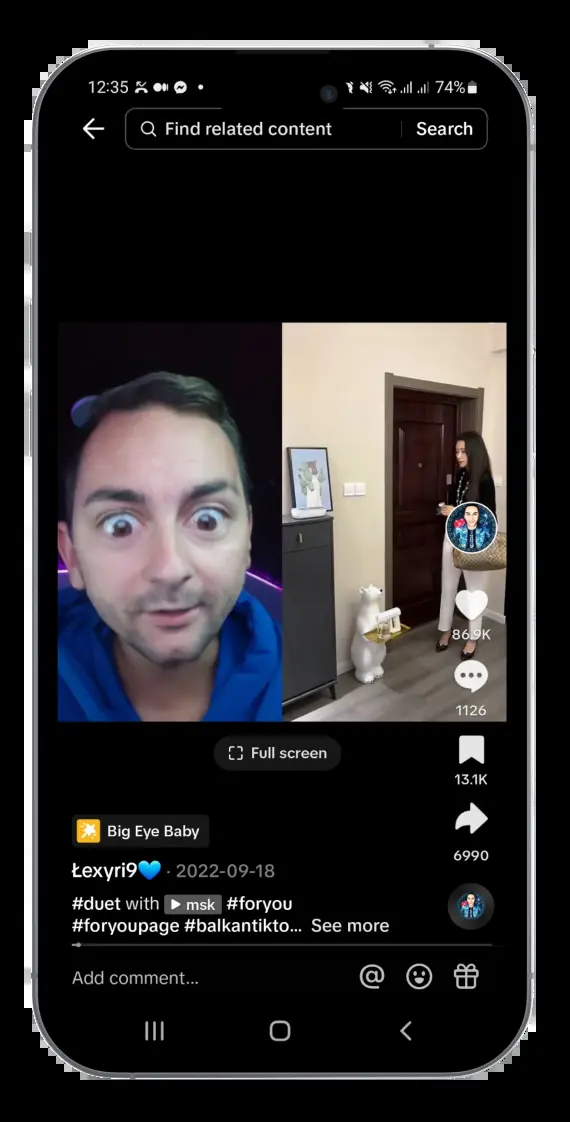 12:35
74%
Find related content
Search
86.9K
1126
Full screen
13.1K
Big Eye Baby
6990
Łexyri9💙 · 2022-09-18
#duet with ▶ msk #foryou
#foryoupage #balkantikto... See more
Add comment...
@